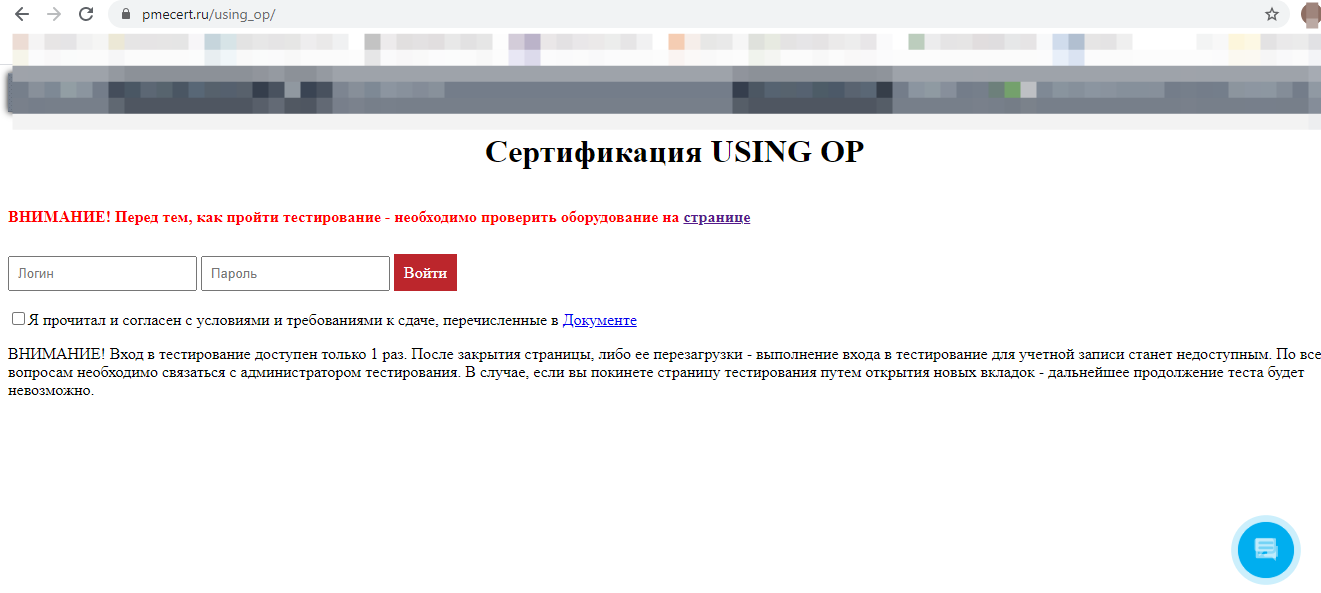 pmecert.ru/using_op/
Сертификация USING OP
ВНИМАНИЕ! Перед тем, как пройти тестирование - необходимо проверить оборудование на странице
Логин Пароль Войти
Я прочитал и согласен с условиями и требованиями к сдаче, перечисленные в Документе
ВНИМАНИЕ! Вход в тестирование доступен только 1 раз. После закрытия страницы, либо ее перезагрузки - выполнение входа в тестирование для учетной записи станет недоступным. По все
вопросам необходимо связаться с администратором тестирования. В случае, если вы покинете страницу тестирования путем открытия новых вкладок - дальнейшее продолжение теста будет
невозможно.